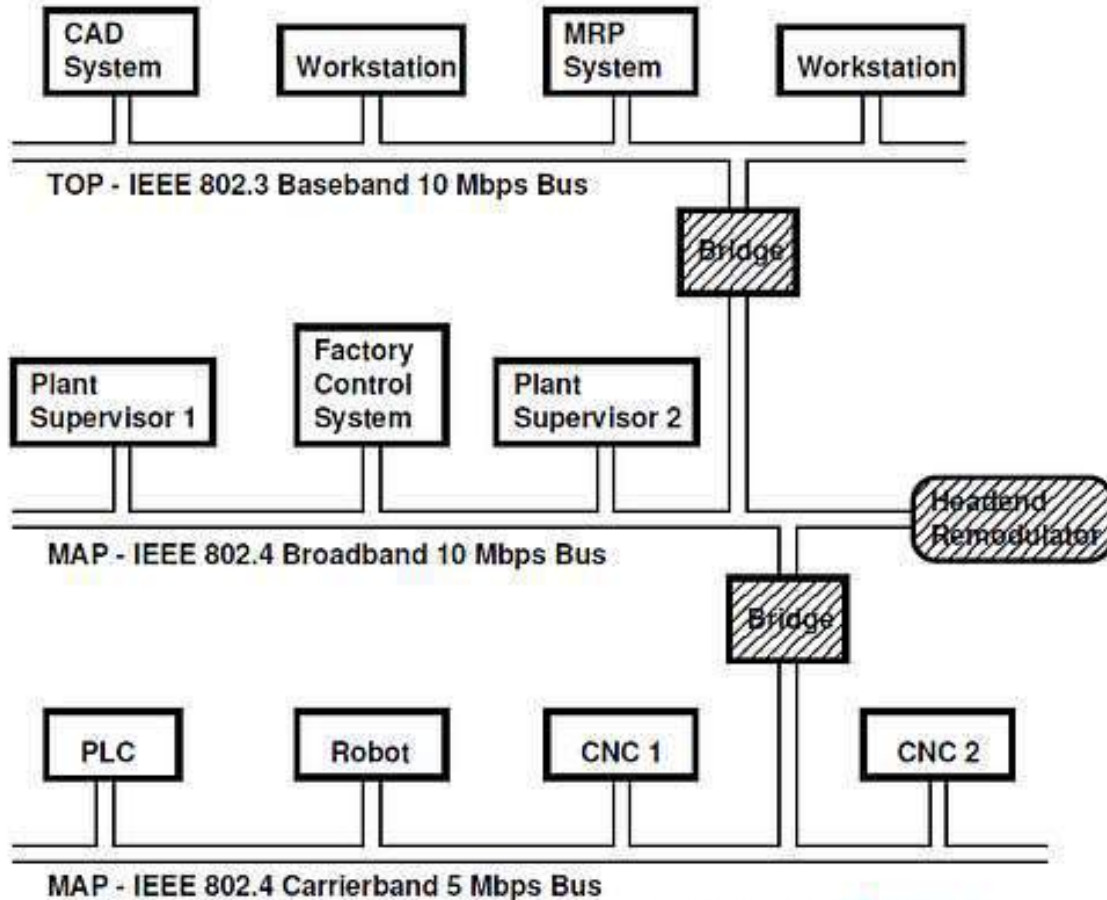 CAD
System
Workstation
MRP
System
Workstation
TOP - IEEE 802.3 Baseband 10 Mbps Bus
Bridge
Plant
Supervisor 1
Factory
Control
System
Plant
Supervisor 2
Headend
Remodulator
MAP - IEEE 802.4 Broadband 10 Mbps Bus
Bridge
PLC
Robot
CNC 1
CNC 2
MAP - IEEE 802.4 Carrierband 5 Mbps Bus